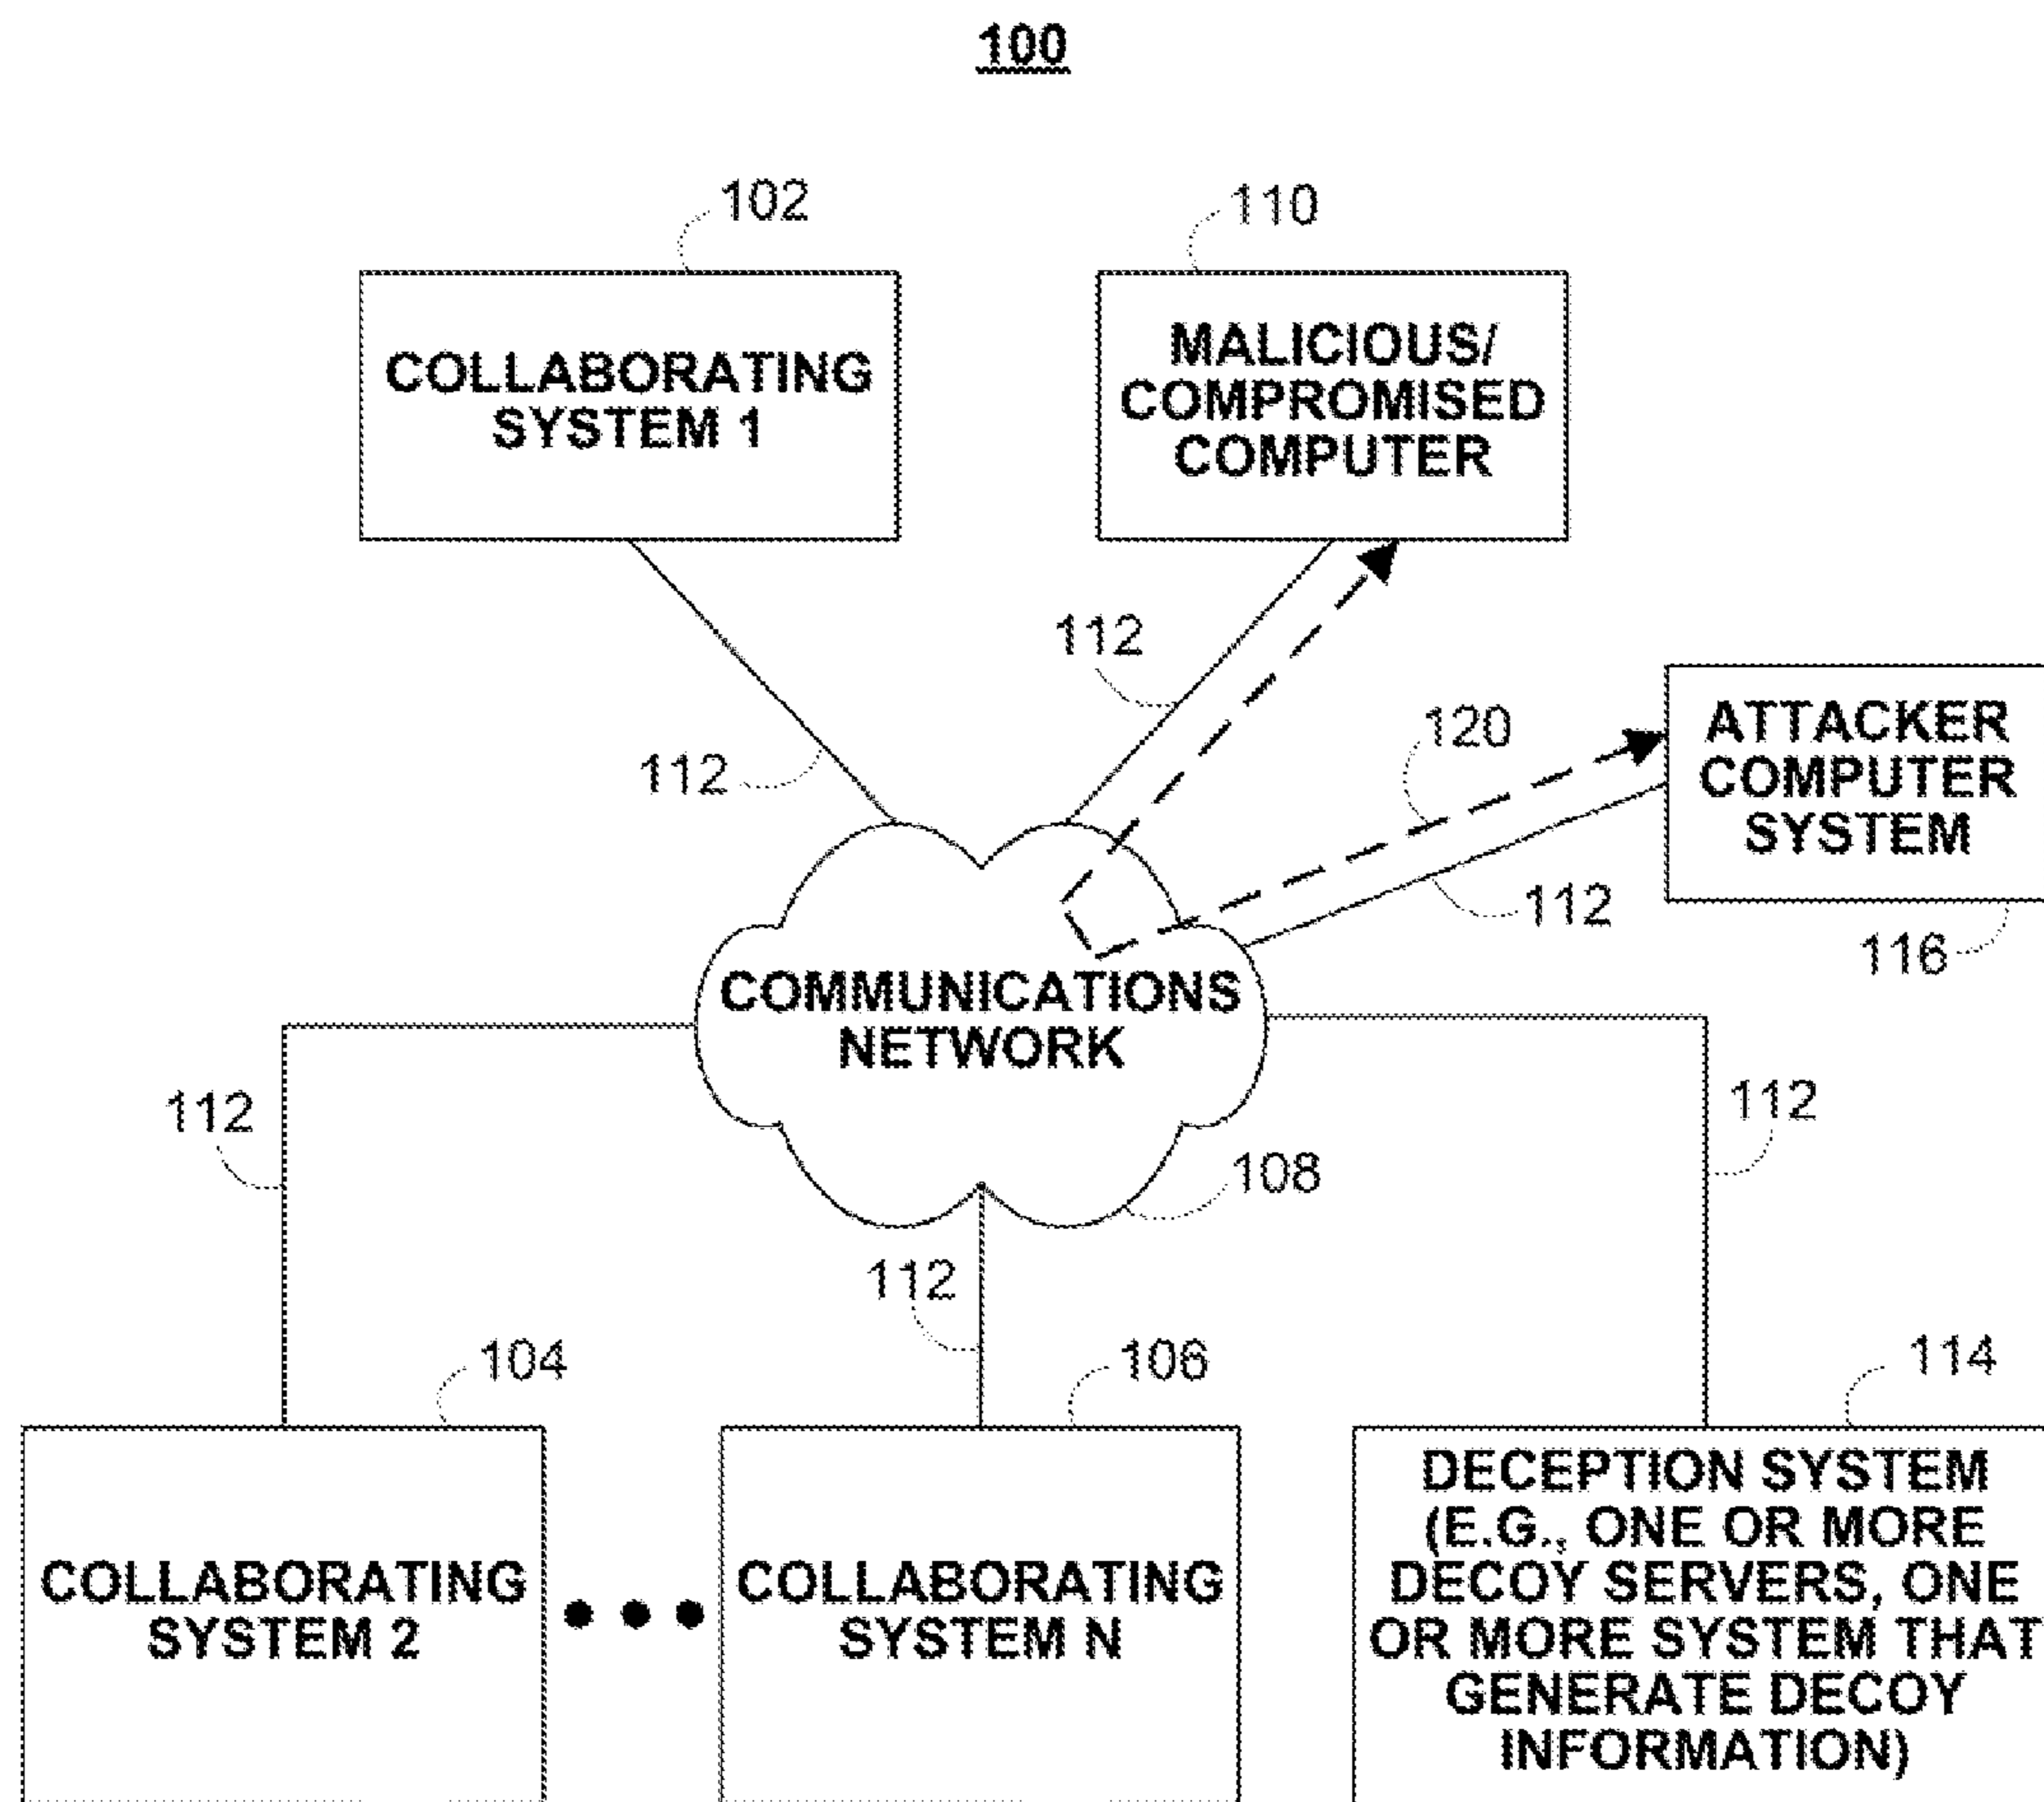 100
102
110
COLLABORATING
SYSTEM 1
MALICIOUS/
COMPROMISED
COMPUTER
112
112
120
ATTACKER
COMPUTER
SYSTEM
112
116
COMMUNICATIONS
NETWORK
112
112
108
112
104
106
114
COLLABORATING
SYSTEM 2
COLLABORATING
SYSTEM N
DECEPTION SYSTEM
(E.G., ONE OR MORE
DECOY SERVERS, ONE
OR MORE SYSTEM THAT
GENERATE DECOY
INFORMATION)